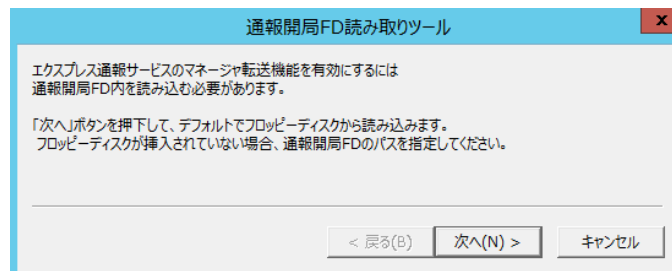 通報開局FD読み取りツール
x
エクスプレス通報サービスのマネージャ転送機能を有効にするには
通報開局FD内を読み込む必要があります。
「次へ」ボタンを押下して、デフォルトでフロッピーディスクから読み込みます。
フロッピーディスクが挿入されていない場合、通報開局FDのパスを指定してください。
< 戻る(B)
次へ(N) >
キャンセル